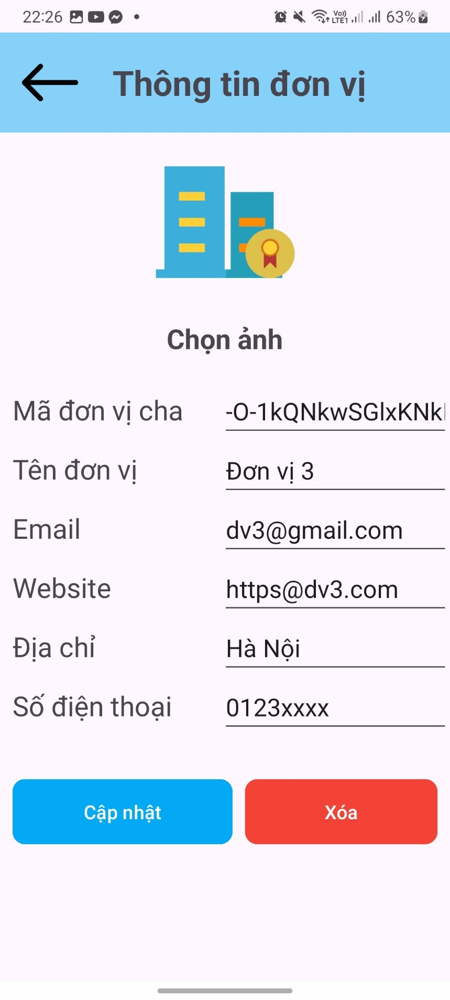 22:26 Vo)) LTE1 63%
Thông tin đơn vị
Chọn ảnh
Mã đơn vị cha -O-1kQNkwSGlxKNk
Tên đơn vị Đơn vị 3
Email dv3@gmail.com
Website https@dv3.com
Địa chỉ Hà Nội
Số điện thoại 0123xxxx
Cập nhật Xóa